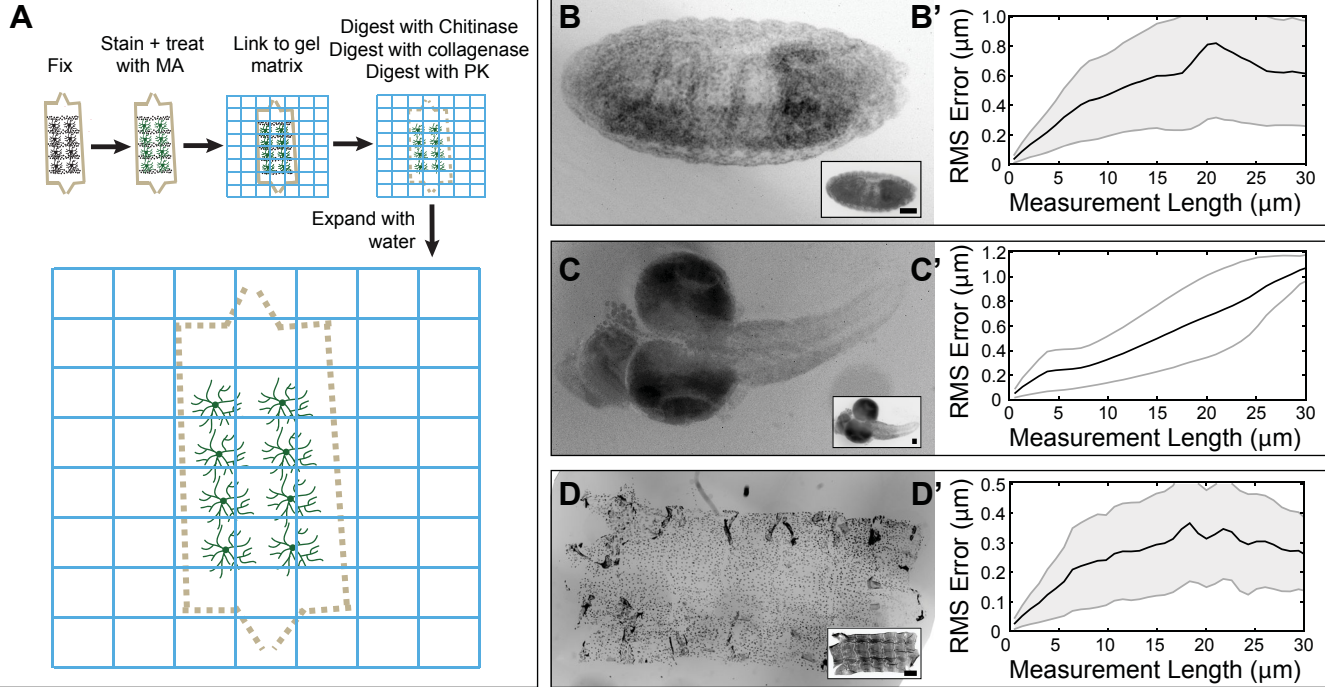 A
Fix
Stain + treat
with MA
Link to gel
matrix
Digest with Chitinase
Digest with collagenase
Digest with PK
Expand with
water
B
B’
RMS Error (µm)
1.0
0.8
0.6
0.4
0.2
0
0 5 10 15 20 25 30
Measurement Length (µm)
C
C’
RMS Error (µm)
1.2
1.0
0.8
0.6
0.4
0.2
0
0 5 10 15 20 25 30
Measurement Length (µm)
D
D’
RMS Error (µm)
0.5
0.4
0.3
0.2
0.1
0
0 5 10 15 20 25 30
Measurement Length (µm)